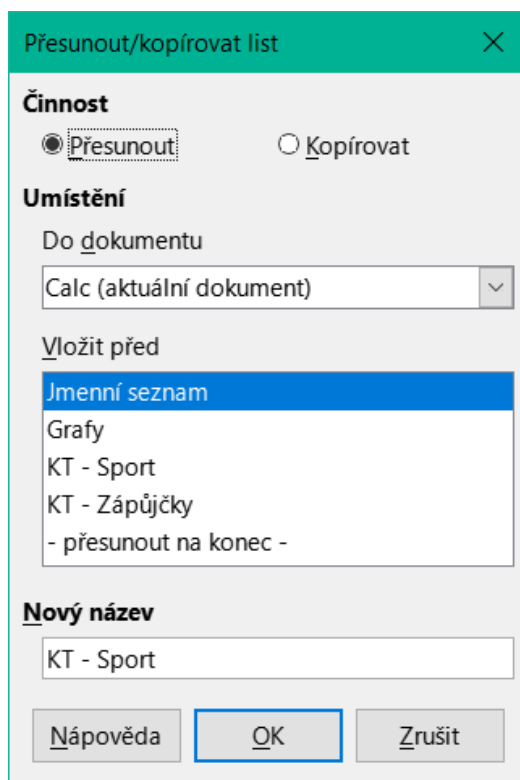 Přesunout/kopírovat list
Činnost
Přesunout Kopírovat
Umístění
Do dokumentu
Calc (aktuální dokument)
Vložit před
Jmenní seznam
Grafy
KT - Sport
KT - Zápůjčky
- přesunout na konec -
Nový název
KT - Sport
Nápověda OK Zrušit